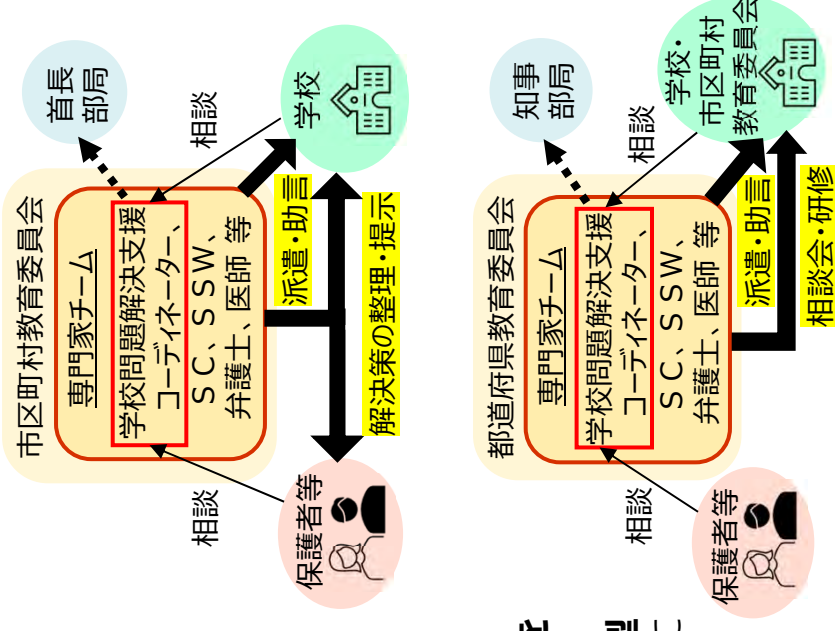 市区町村教育委員会
専門家チーム
学校問題解決支援
コーディネーター、
ＳＣ、ＳＳＷ、
弁護士、医師 等
首長
部局
相談
学校
派遣・助言
解決策の整理・提示
相談
保護者等
都道府県教育委員会
専門家チーム
学校問題解決支援
コーディネーター、
ＳＣ、ＳＳＷ、
弁護士、医師 等
知事
部局
相談
学校・
市区町村
教育委員会
派遣・助言
相談会・研修
相談
保護者等